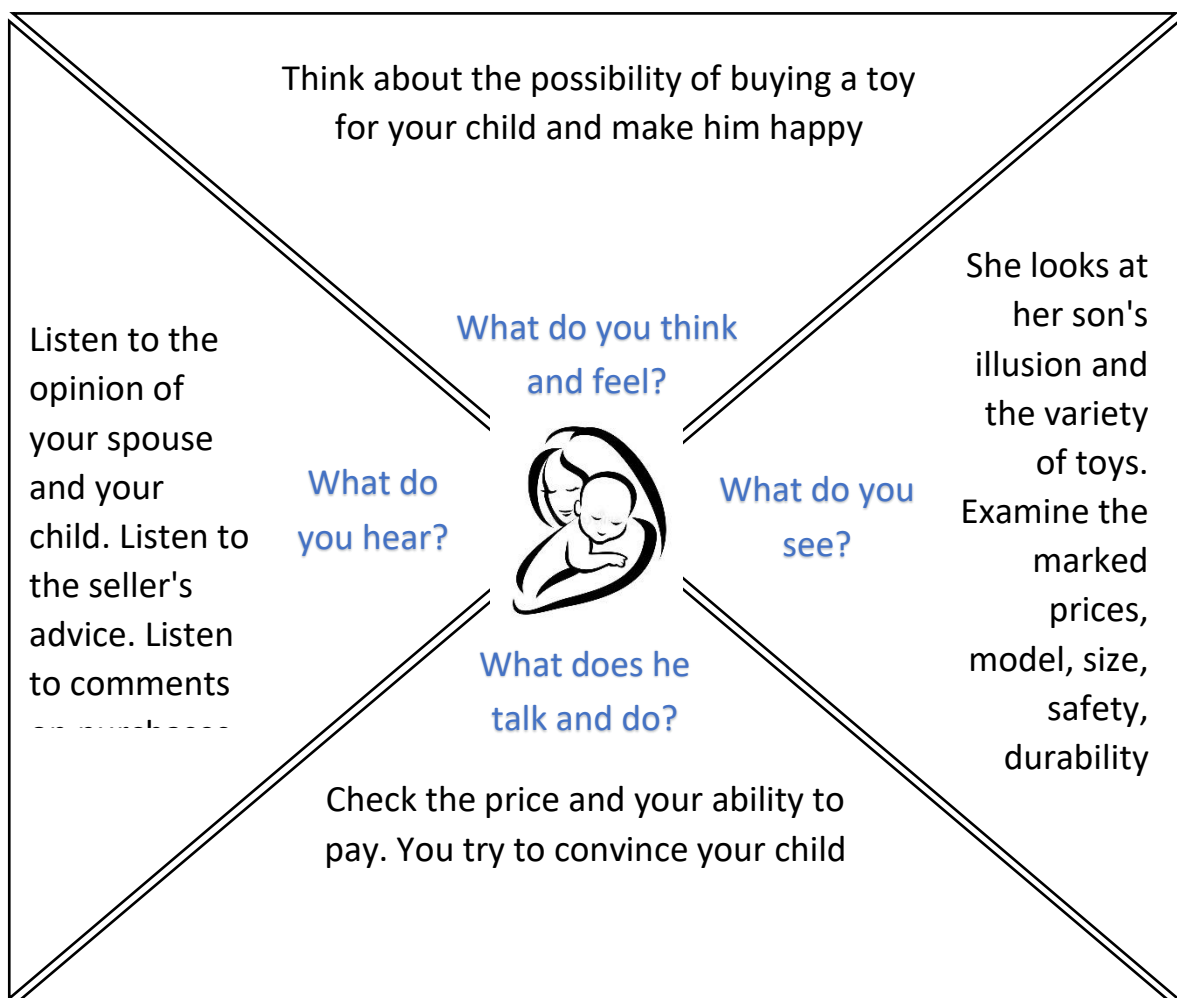 Think about the possibility of buying a toy
for your child and make him happy
What do you think
and feel?
Listen to the
opinion of
your spouse
and your
child. Listen to
the seller's
advice. Listen
to comments
What do
you hear?
What do you
see?
She looks at
her son's
illusion and
the variety
of toys.
Examine the
marked
prices,
model, size,
safety,
durability
What does he
talk and do?
Check the price and your ability to
pay. You try to convince your child